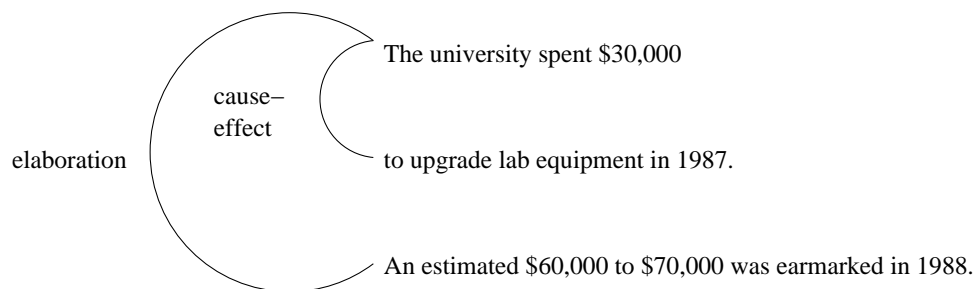 The university spent $30,000
cause–
effect
elaboration
to upgrade lab equipment in 1987.
An estimated $60,000 to $70,000 was earmarked in 1988.